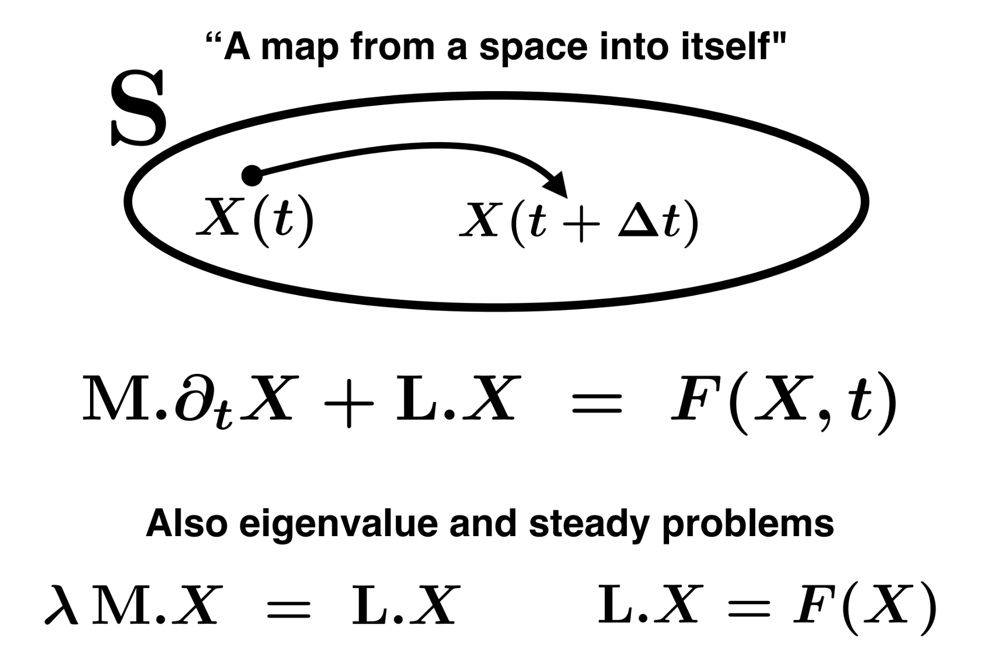 “A map from a space into itself"
S
X(t)
X(t + Δt)
M.∂ₜX + L.X = F(X, t)
Also eigenvalue and steady problems
λ M.X = L.X
L.X = F(X)